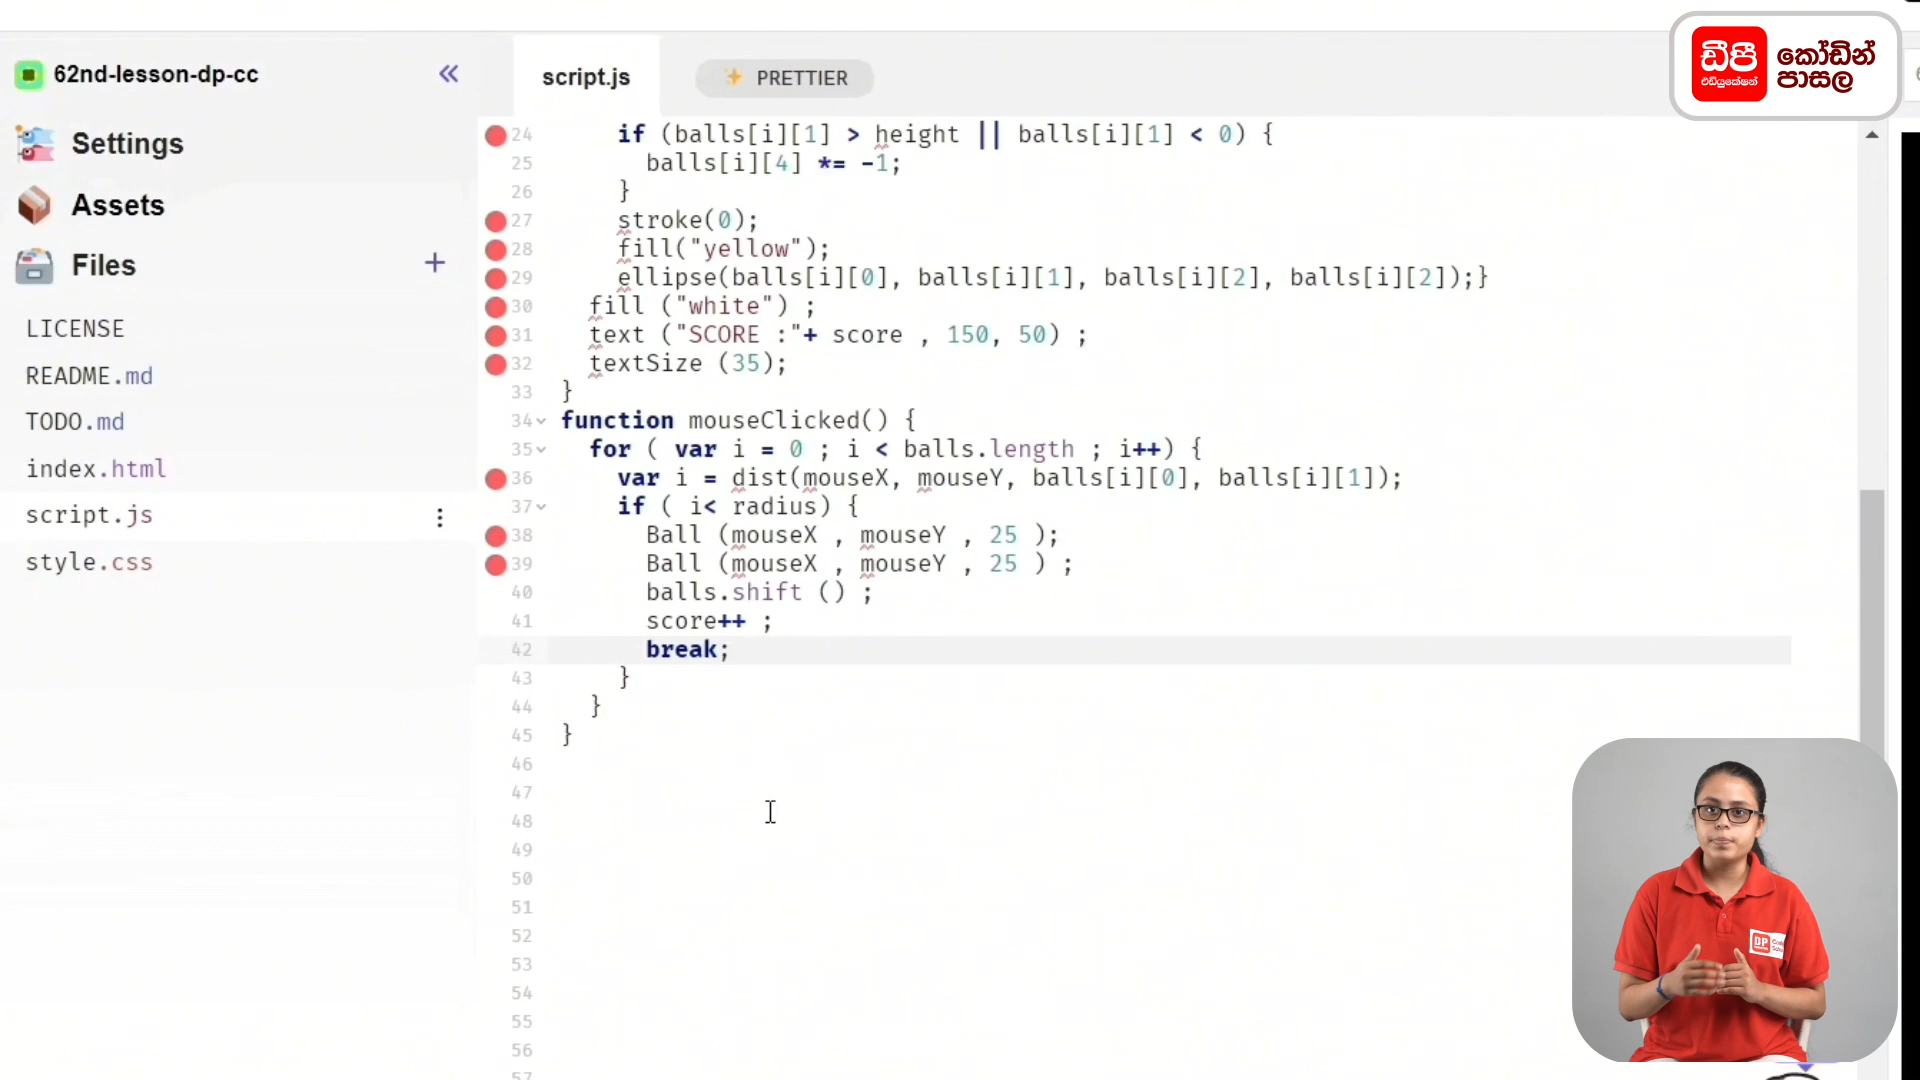 62nd-lesson-dp-cc
Settings
Assets
Files
+
LICENSE
README.md
TODO.md
index.html
script.js
style.css
script.js
✨ PRETTIER
ඩීපී
එඩියුකේෂන්
කෝඩින්
පාසල
24 if (balls[i][1] > height || balls[i][1] < 0) {
25 balls[i][4] *= -1;
26 }
27 stroke(0);
28 fill("yellow");
29 ellipse(balls[i][0], balls[i][1], balls[i][2], balls[i][2]);}
30 fill ("white") ;
31 text ("SCORE :"+ score , 150, 50) ;
32 textSize (35);
33 }
34 function mouseClicked() {
35 for ( var i = 0 ; i < balls.length ; i++) {
36 var i = dist(mouseX, mouseY, balls[i][0], balls[i][1]);
37 if ( i< radius) {
38 Ball (mouseX , mouseY , 25 );
39 Ball (mouseX , mouseY , 25 ) ;
40 balls.shift () ;
41 score++ ;
42 break;
43 }
44 }
45 }
46
47
48
49
50
51
52
53
54
55
56
57
DP